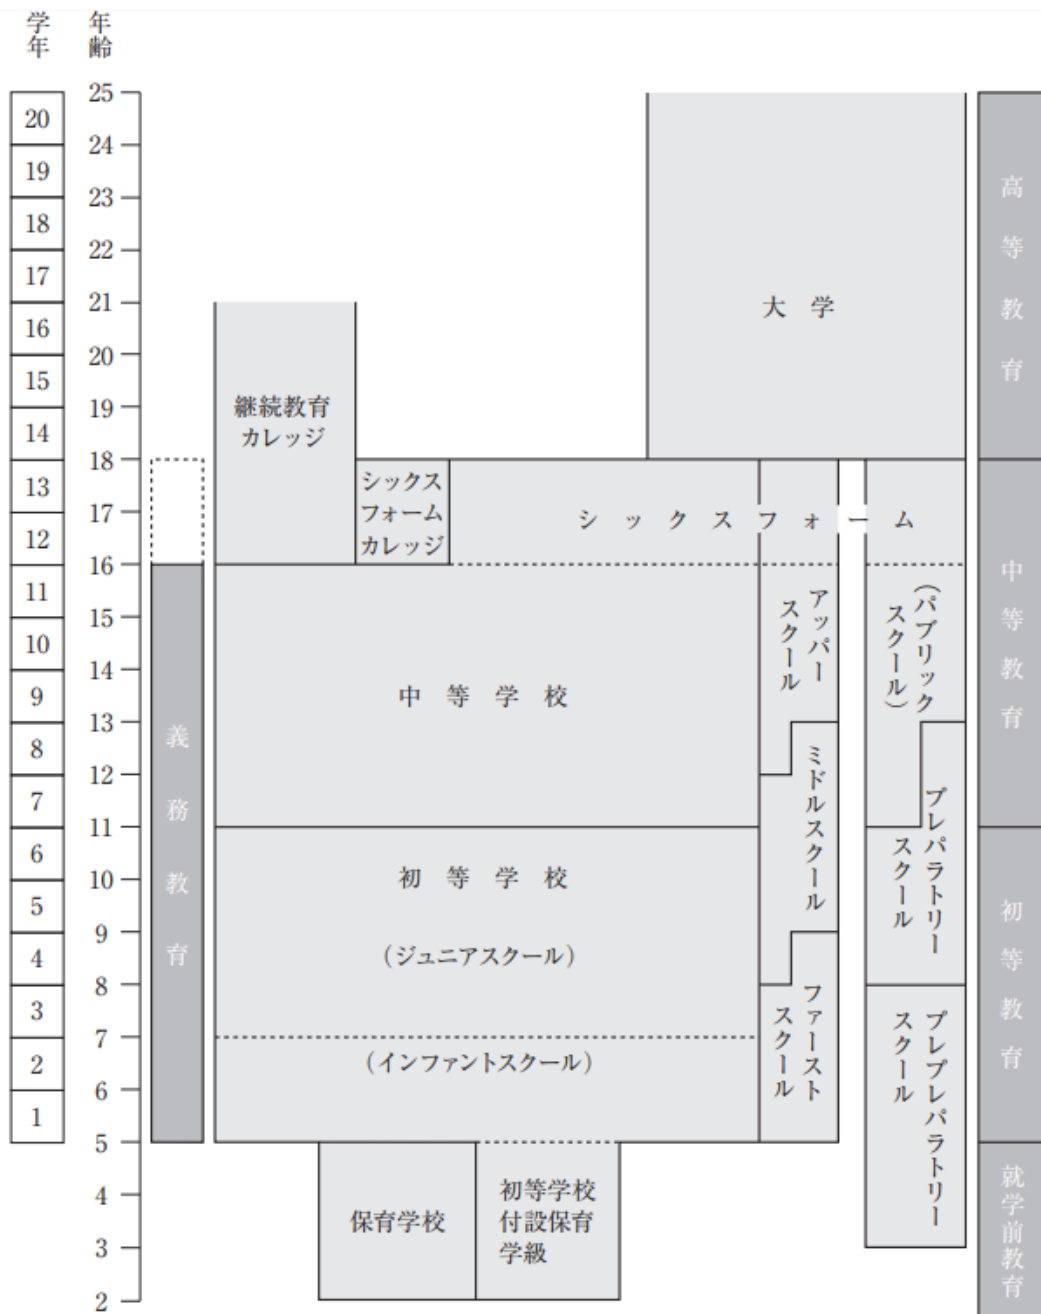 学年
年齢
25
20
24
19
23
18
22
17
21
16
20
15
19
14
18
13
17
12
16
11
15
10
14
9
13
8
12
7
11
6
10
5
9
4
8
3
7
2
6
1
5
4
3
2
義務教育
継続教育
カレッジ
シックス
フォーム
カレッジ
大学
シックスフォーム
中等学校
初等学校
(ジュニアスクール)
(インファントスクール)
保育学校
初等学校
付設保育
学級
アッパー
スクール
ミドルスクール
ファースト
スクール
(パブリック
スクール)
プレパラトリー
スクール
プレプレパラトリー
スクール
高等教育
中等教育
初等教育
就学前教育